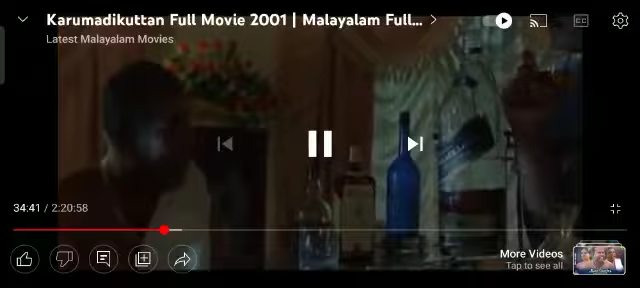 Karumadikuttan Full Movie 2001 | Malayalam Full...
Latest Malayalam Movies
CC
34:41 / 2:20:58
More Videos
Tap to see all